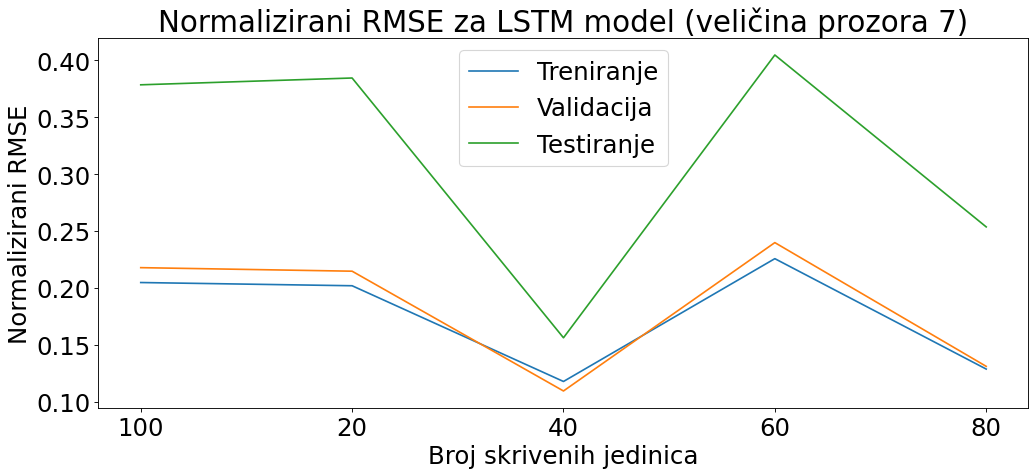 Normalizirani RMSE za LSTM model (veličina prozora 7)
Normalizirani RMSE
0.40
0.35
0.30
0.25
0.20
0.15
0.10
Treniranje
Validacija
Testiranje
100 20 40 60 80
Broj skrivenih jedinica